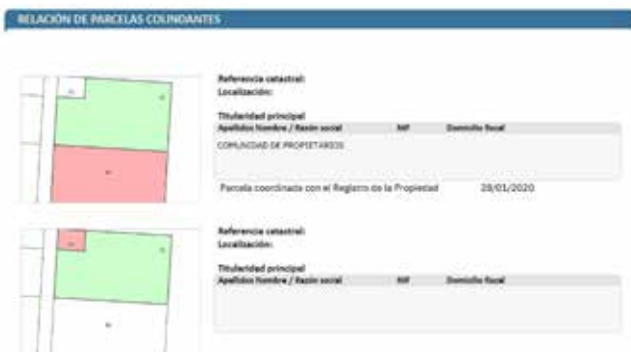 RELACIÓN DE PARCELAS COLINDANTES
Referencia catastral:
Localización:
Titularidad principal
Apellidos Nombre / Razón social NIF Domicilio fiscal
COMUNIDAD DE PROPIETARIOS
Parcela coordinada con el Registro de la Propiedad 28/01/2020
Referencia catastral:
Localización:
Titularidad principal
Apellidos Nombre / Razón social NIF Domicilio fiscal